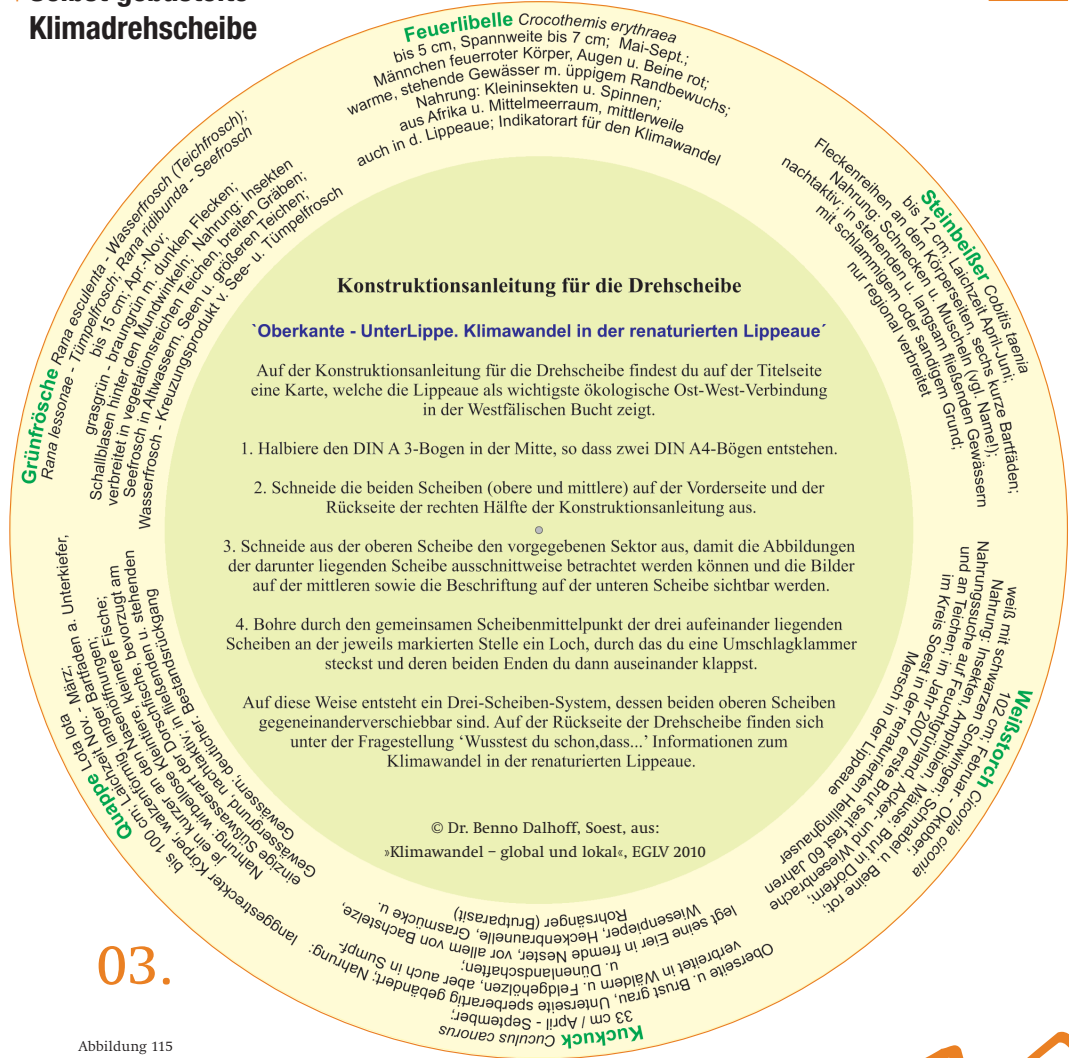 Selbst gebastelte
Klimadrehscheibe
Feuerlibelle Crocothemis erythraea
bis 5 cm, Spannweite bis 7 cm; Mai-Sept.;
Männchen feuerroter Körper, Augen u. Beine rot;
warme, stehende Gewässer m. üppigem Randbewuchs;
Nahrung: Kleininsekten u. Spinnen;
aus Afrika u. Mittelmeerraum, mittlerweile
auch in d. Lippeaue; Indikatorart für den Klimawandel
Steinbeißer Cobitis taenia
bis 12 cm; Laichzeit April-Juni;
Fleckenreihen an den Körperseiten, sechs kurze Bartfäden;
Nahrung: Schnecken u. Muscheln (vgl. Name!);
nachtaktiv; in stehenden u. langsam fließenden Gewässern
mit schlammigem oder sandigem Grund;
nur regional verbreitet
Weißstorch Ciconia ciconia
102 cm; Februar - Oktober;
weiß mit schwarzen Schwingen; Schnabel u. Beine rot;
Nahrung: Insekten, Amphibien, Mäuse; Brut in Dörfern;
Nahrungssuche auf Feuchtgrünland, Acker- und Wiesenbrache
und an Teichen; im Jahr 2007 erste Brut seit fast 60 Jahren
im Kreis Soest in der renaturierten Hellinghauser
Mersch in der Lippeaue
Kuckuck Cuculus canorus
33 cm / April - September;
Oberseite u. Brust grau, Unterseite sperberartig gebändert; Nahrung:
verbreitet in Wäldern u. Feldgehölzen, aber auch in Sumpf-
u. Dünenlandschaften;
legt seine Eier in fremde Nester, vor allem von Bachstelze,
Wiesenpieper, Heckenbraunelle, Grasmücke u.
Rohrsänger (Brutparasit)
Quappe Lota lota
bis 100 cm; Laichzeit Nov.- März;
langgestreckter Körper, walzenförmig, langer Bartfaden a. Unterkiefer,
je ein kurzer an den Nasenöffnungen;
Nahrung: wirbellose Kleintiere, kleinere Fische;
einzige Süßwasserart der Dorschfische, bevorzugt am
Gewässergrund, nachtaktiv; in fließenden u. stehenden
Gewässern, deutlicher Bestandsrückgang
Grünfrösche Rana esculenta - Wasserfrosch (Teichfrosch);
Rana lessonae - Tümpelfrosch; Rana ridibunda - Seefrosch
bis 15 cm; Apr.-Nov;
grasgrün - braungrün m. dunklen Flecken;
Schallblasen hinter den Mundwinkeln; Nahrung: Insekten
verbreitet in vegetationsreichen Teichen, breiten Gräben;
Seefrosch in Altwassern, Seen u. größeren Teichen;
Wasserfrosch - Kreuzungsprodukt v. See- u. Tümpelfrosch
Konstruktionsanleitung für die Drehscheibe
`Oberkante - UnterLippe. Klimawandel in der renaturierten Lippeaue´
Auf der Konstruktionsanleitung für die Drehscheibe findest du auf der Titelseite
eine Karte, welche die Lippeaue als wichtigste ökologische Ost-West-Verbindung
in der Westfälischen Bucht zeigt.
1. Halbiere den DIN A 3-Bogen in der Mitte, so dass zwei DIN A4-Bögen entstehen.
2. Schneide die beiden Scheiben (obere und mittlere) auf der Vorderseite und der
Rückseite der rechten Hälfte der Konstruktionsanleitung aus.
3. Schneide aus der oberen Scheibe den vorgegebenen Sektor aus, damit die Abbildungen
der darunter liegenden Scheibe ausschnittweise betrachtet werden können und die Bilder
auf der mittleren sowie die Beschriftung auf der unteren Scheibe sichtbar werden.
4. Bohre durch den gemeinsamen Scheibenmittelpunkt der drei aufeinander liegenden
Scheiben an der jeweils markierten Stelle ein Loch, durch das du eine Umschlagklammer
steckst und deren beiden Enden du dann auseinander klappst.
Auf diese Weise entsteht ein Drei-Scheiben-System, dessen beiden oberen Scheiben
gegeneinanderverschiebbar sind. Auf der Rückseite der Drehscheibe finden sich
unter der Fragestellung ‘Wusstest du schon,dass...’ Informationen zum
Klimawandel in der renaturierten Lippeaue.
© Dr. Benno Dalhoff, Soest, aus:
»Klimawandel – global und lokal«, EGLV 2010
03.
Abbildung 115